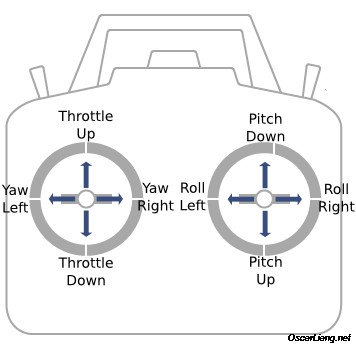 Throttle
Up
Pitch
Down
Yaw
Left
Yaw
Right
Roll
Left
Roll
Right
Throttle
Down
Pitch
Up
OscarLiang.net